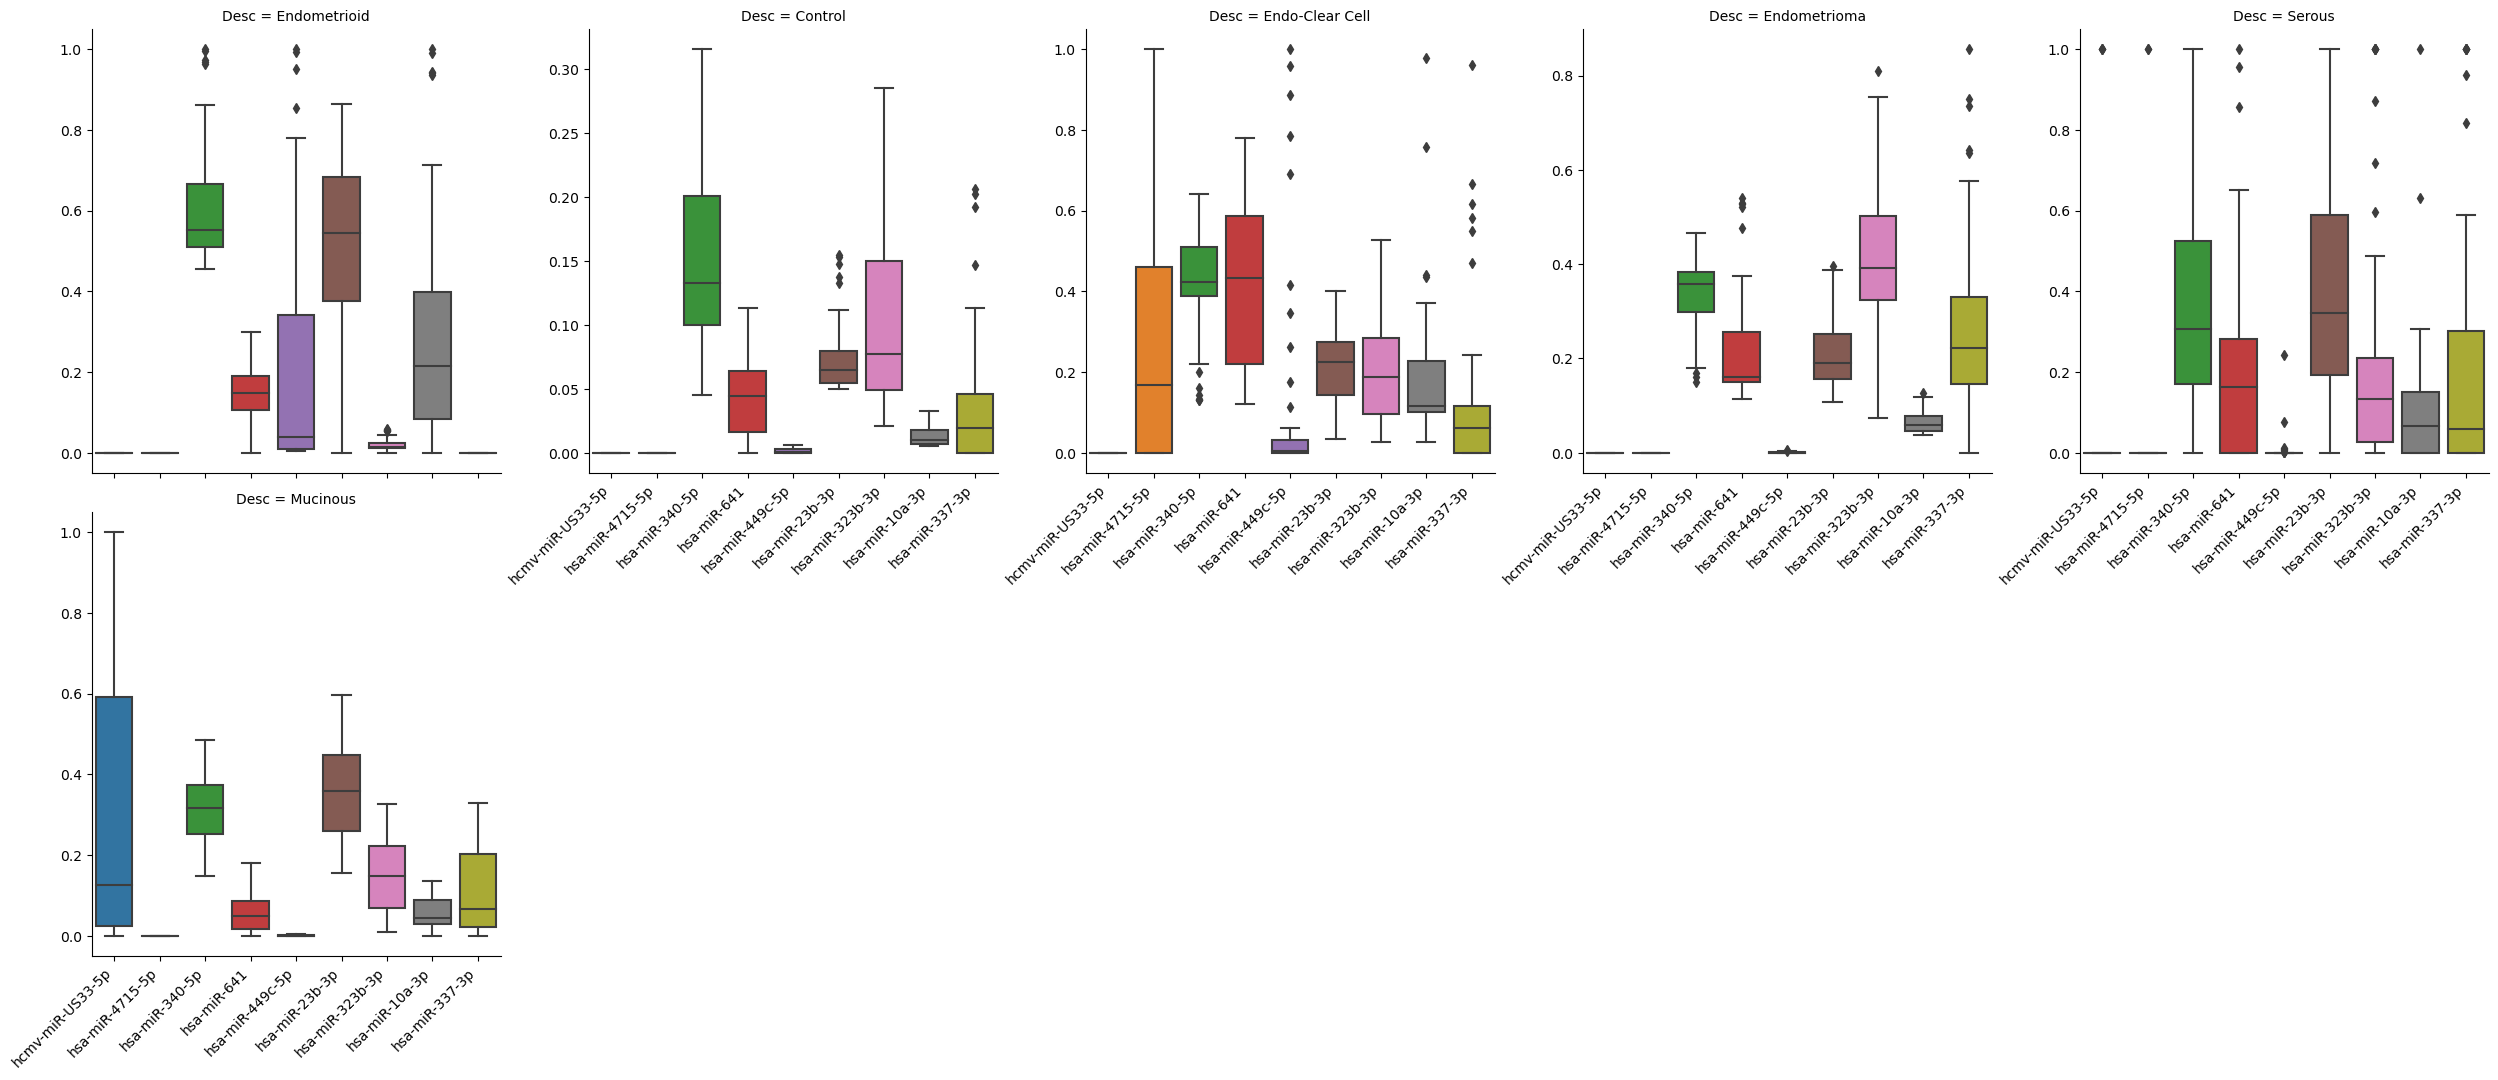 Desc = Endometrioid
1.0
0.8
0.6
0.4
0.2
0.0
Desc = Control
0.30
0.25
0.20
0.15
0.10
0.05
0.00
hcmv-miR-US33-5p
hsa-miR-4715-5p
hsa-miR-340-5p
hsa-miR-641
hsa-miR-449c-5p
hsa-miR-23b-3p
hsa-miR-323b-3p
hsa-miR-10a-3p
hsa-miR-337-3p
Desc = Endo-Clear Cell
1.0
0.8
0.6
0.4
0.2
0.0
hcmv-miR-US33-5p
hsa-miR-4715-5p
hsa-miR-340-5p
hsa-miR-641
hsa-miR-449c-5p
hsa-miR-23b-3p
hsa-miR-323b-3p
hsa-miR-10a-3p
hsa-miR-337-3p
Desc = Endometrioma
0.8
0.6
0.4
0.2
0.0
hcmv-miR-US33-5p
hsa-miR-4715-5p
hsa-miR-340-5p
hsa-miR-641
hsa-miR-449c-5p
hsa-miR-23b-3p
hsa-miR-323b-3p
hsa-miR-10a-3p
hsa-miR-337-3p
Desc = Serous
1.0
0.8
0.6
0.4
0.2
0.0
hcmv-miR-US33-5p
hsa-miR-4715-5p
hsa-miR-340-5p
hsa-miR-641
hsa-miR-449c-5p
hsa-miR-23b-3p
hsa-miR-323b-3p
hsa-miR-10a-3p
hsa-miR-337-3p
Desc = Mucinous
1.0
0.8
0.6
0.4
0.2
0.0
hcmv-miR-US33-5p
hsa-miR-4715-5p
hsa-miR-340-5p
hsa-miR-641
hsa-miR-449c-5p
hsa-miR-23b-3p
hsa-miR-323b-3p
hsa-miR-10a-3p
hsa-miR-337-3p